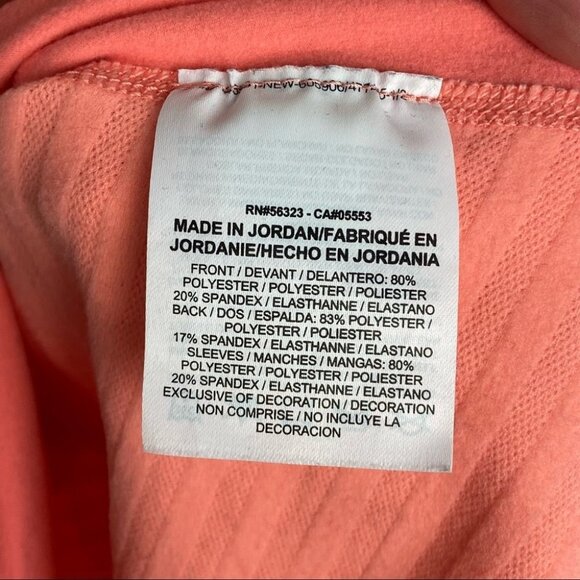 RN#56323 - CA#05553
MADE IN JORDAN/FABRIQUÉ EN
JORDANIE/HECHO EN JORDANIA
FRONT / DEVANT / DELANTERO: 80%
POLYESTER / POLYESTER / POLIESTER
20% SPANDEX / ELASTHANNE / ELASTANO
BACK / DOS / ESPALDA: 83% POLYESTER /
POLYESTER / POLIESTER
17% SPANDEX / ELASTHANNE / ELASTANO
SLEEVES / MANCHES / MANGAS: 80%
POLYESTER / POLYESTER / POLIESTER
20% SPANDEX / ELASTHANNE / ELASTANO
EXCLUSIVE OF DECORATION / DECORATION
NON COMPRISE / NO INCLUYE LA
DECORACION